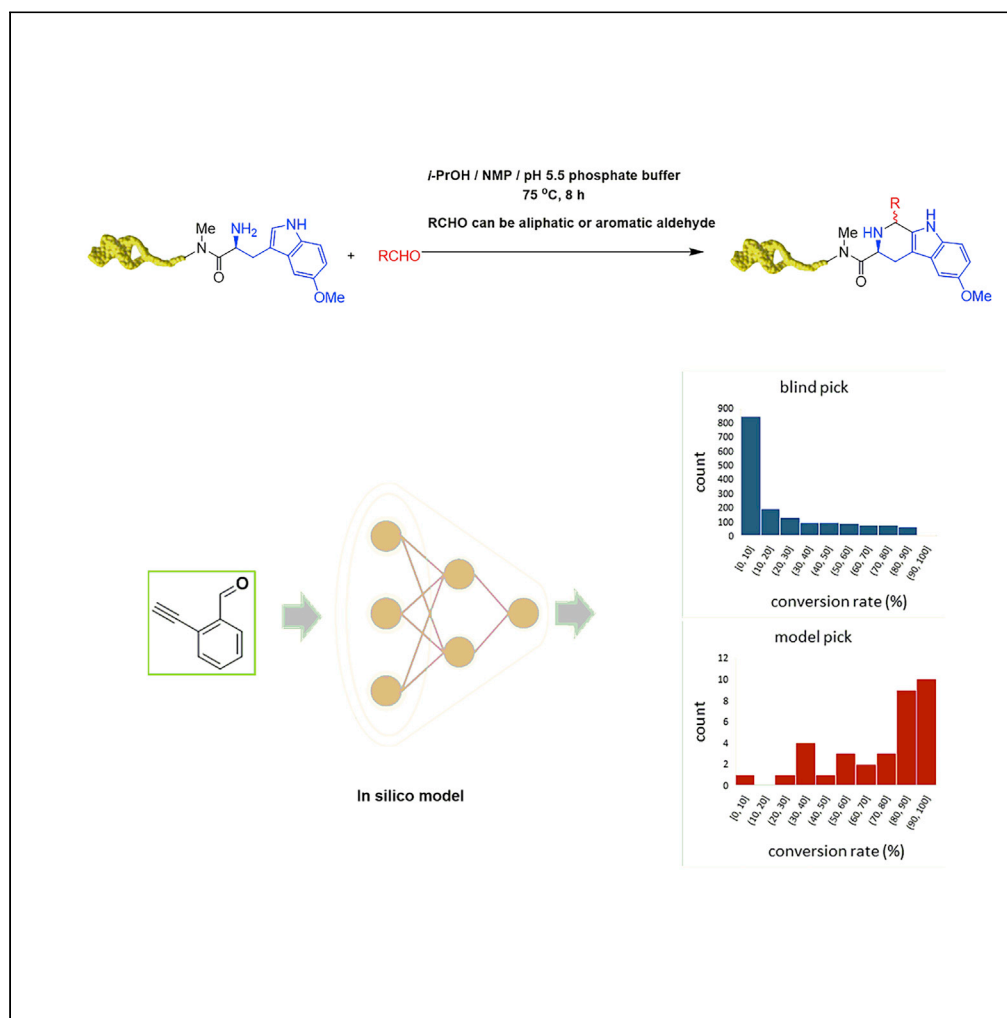 i-PrOH / NMP / pH 5.5 phosphate buffer
75 °C, 8 h
RCHO can be aliphatic or aromatic aldehyde
Me
N
O
NH2
NH
OMe
+
RCHO
Me
N
O
HN
R
H
N
OMe
blind pick
count
900
800
700
600
500
400
300
200
100
0
[0, 10]
(10, 20]
(20, 30]
(30, 40]
(40, 50]
(50, 60]
(60, 70]
(70, 80]
(80, 90]
(90, 100]
conversion rate (%)
O
In silico model
model pick
count
12
10
8
6
4
2
0
[0, 10]
(10, 20]
(20, 30]
(30, 40]
(40, 50]
(50, 60]
(60, 70]
(70, 80]
(80, 90]
(90, 100]
conversion rate (%)